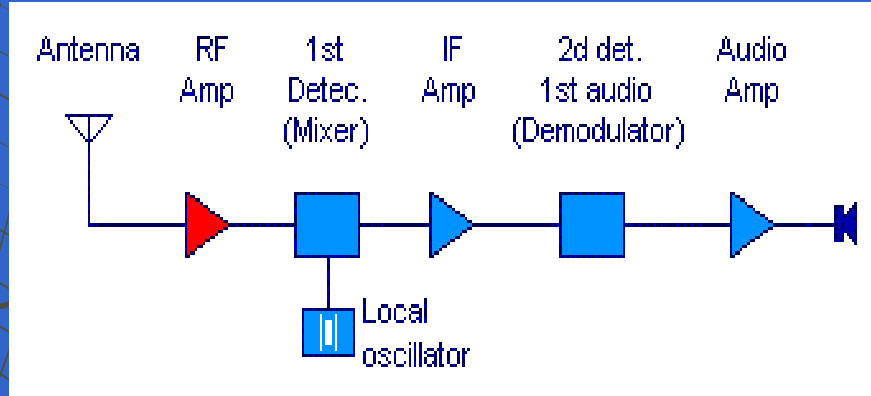 Antenna
RF
Amp
1st
Detec.
(Mixer)
IF
Amp
2d det.
1st audio
(Demodulator)
Audio
Amp
Local
oscillator